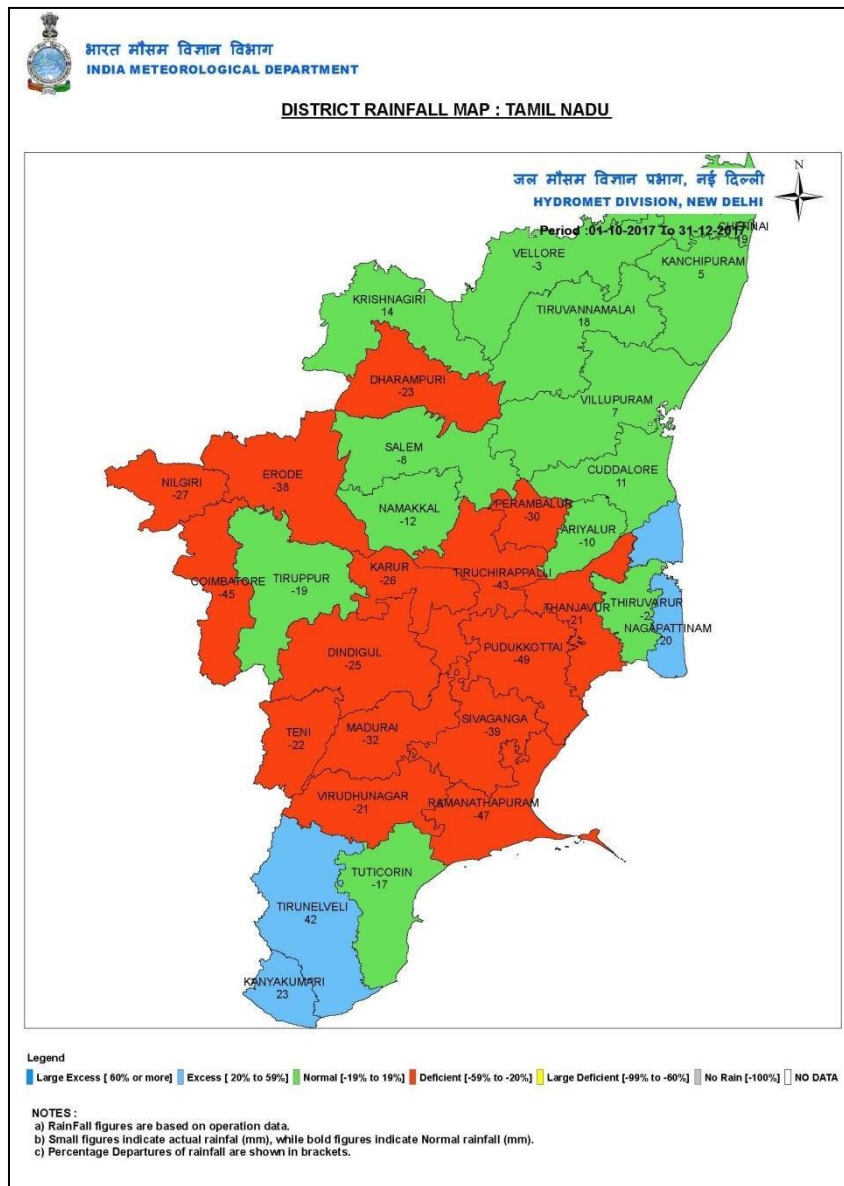 भारत मौसम विज्ञान विभाग
INDIA METEOROLOGICAL DEPARTMENT
DISTRICT RAINFALL MAP : TAMIL NADU
N
जल मौसम विज्ञान प्रभाग, नई दिल्ली
HYDROMET DIVISION, NEW DELHI
Period :01-10-2017 To 31-12-2017
CHENNAI
19
VELLORE
-3
KANCHIPURAM
5
KRISHNAGIRI
14
TIRUVANNAMALAI
18
DHARAMPURI
-23
VILLUPURAM
7
SALEM
-8
CUDDALORE
11
ERODE
-38
NILGIRI
-27
NAMAKKAL
-12
PERAMBALUR
-30
ARIYALUR
-10
KARUR
-26
TIRUCHIRAPPALLI
-43
COIMBATORE
-45
TIRUPPUR
-19
THANJAVUR
-21
THIRUVARUR
-2
NAGAPATTINAM
20
DINDIGUL
-25
PUDUKKOTTAI
-49
TENI
-22
MADURAI
-32
SIVAGANGA
-39
VIRUDHUNAGAR
-21
RAMANATHAPURAM
-47
TUTICORIN
-17
TIRUNELVELI
42
KANYAKUMARI
23
Legend
Large Excess [ 60% or more] Excess [ 20% to 59%] Normal [-19% to 19%] Deficient [-59% to -20%] Large Deficient [-99% to -60%] No Rain [-100%] NO DATA
NOTES :
a) RainFall figures are based on operation data.
b) Small figures indicate actual rainfal (mm), while bold figures indicate Normal rainfall (mm).
c) Percentage Departures of rainfall are shown in brackets.